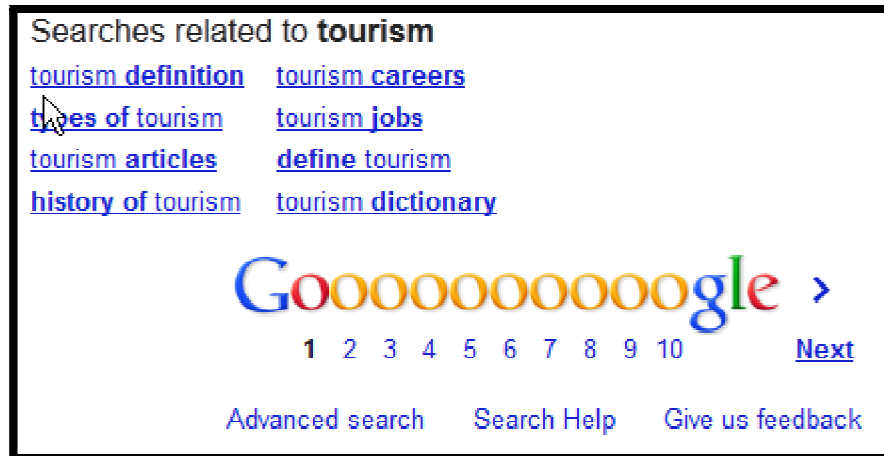 Searches related to tourism
tourism definition tourism careers
types of tourism tourism jobs
tourism articles define tourism
history of tourism tourism dictionary
Goooooooooogle >
1 2 3 4 5 6 7 8 9 10 Next
Advanced search Search Help Give us feedback